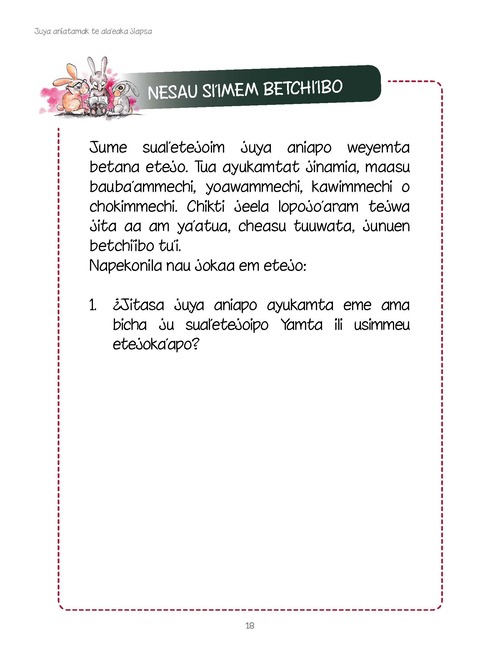 Juya aniatamak te ala'eaka Jiapsa
NESAU SI'IMEM BETCHI'IBO
Jume sual'etejoim juya aniapo weyemta
betana etejo. Tua ayukamtat jinamia, maasu
bauba'ammechi, yoawammechi, kawimmechi o
chokimmechi. Chikti jeela lopojo'aram tejwa
jita aa am ya'atua, cheasu tuuwata, junuen
betchi'ibo tu'i.
Napekonila nau jokaa em etejo:
1. ¿Jitasa juya aniapo ayukamta eme ama
bicha ju sual'etejoipo Yamta ili usimmeu
etejoka'apo?
18